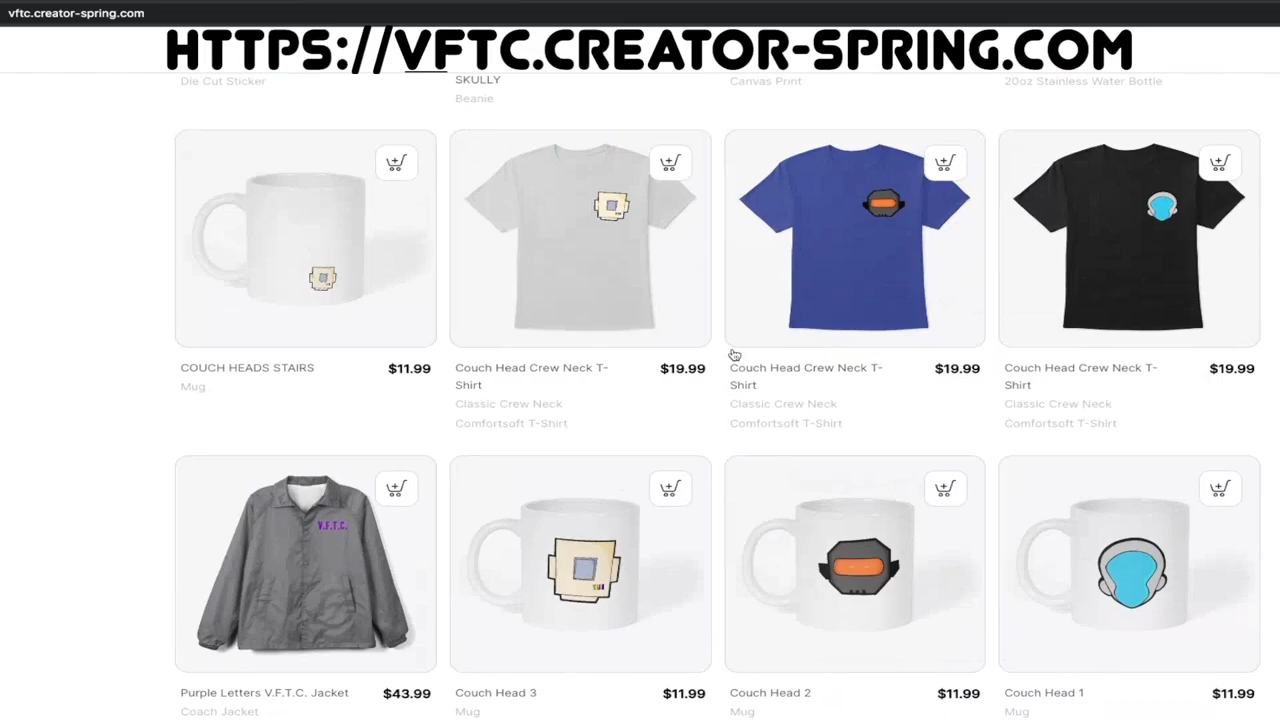 vftc.creator-spring.com
HTTPS://VFTC.CREATOR-SPRING.COM
Die Cut Sticker
SKULLY
Beanie
Canvas Print
20oz Stainless Water Bottle
COUCH HEADS STAIRS $11.99
Mug
Couch Head Crew Neck T- $19.99
Shirt
Classic Crew Neck
Comfortsoft T-Shirt
Couch Head Crew Neck T- $19.99
Shirt
Classic Crew Neck
Comfortsoft T-Shirt
Couch Head Crew Neck T- $19.99
Shirt
Classic Crew Neck
Comfortsoft T-Shirt
V.F.T.C.
Purple Letters V.F.T.C. Jacket $43.99
Coach Jacket
Couch Head 3 $11.99
Mug
Couch Head 2 $11.99
Mug
Couch Head 1 $11.99
Mug